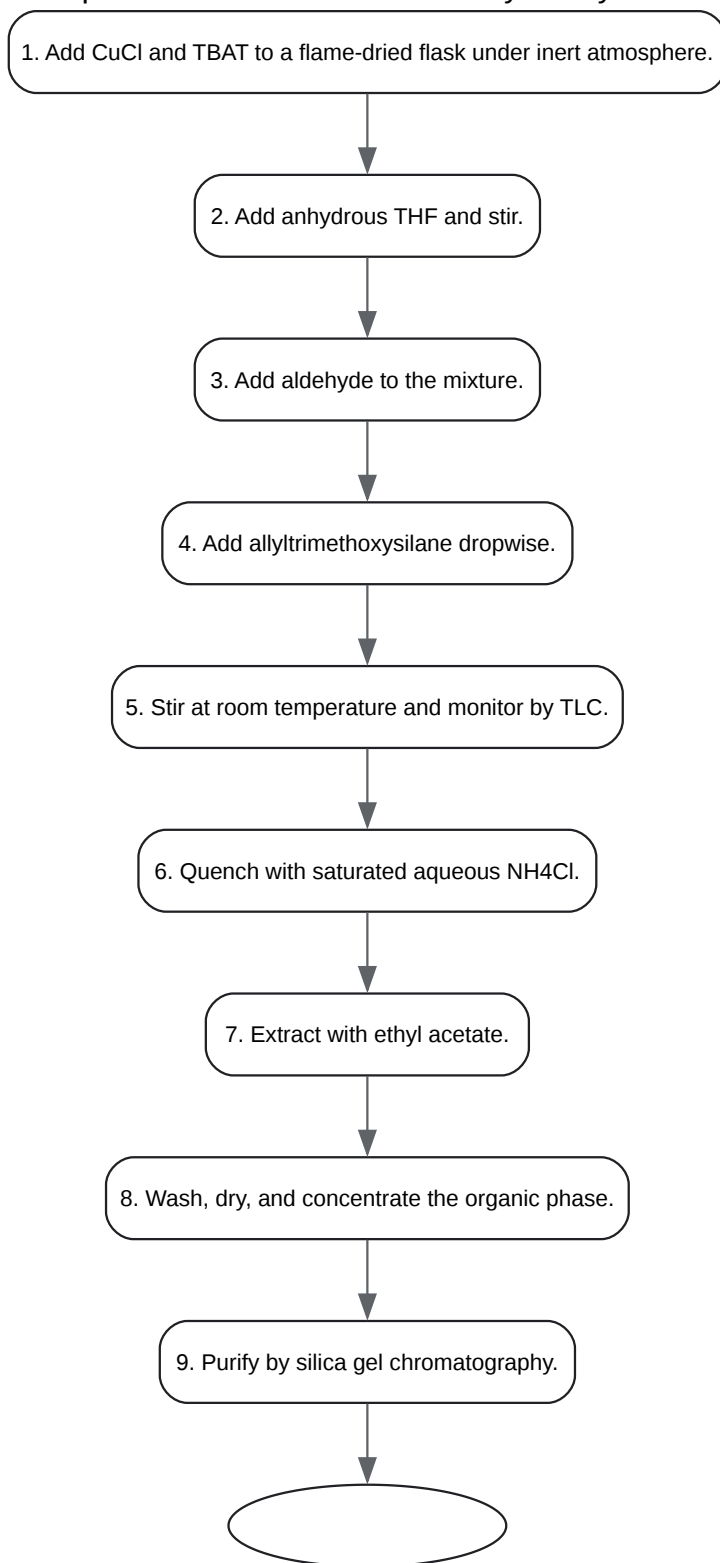 1. Add CuCl and TBAT to a flame-dried flask under inert atmosphere.
2. Add anhydrous THF and stir.
3. Add aldehyde to the mixture.
4. Add allyltrimethoxysilane dropwise.
5. Stir at room temperature and monitor by TLC.
6. Quench with saturated aqueous NH4Cl.
7. Extract with ethyl acetate.
8. Wash, dry, and concentrate the organic phase.
9. Purify by silica gel chromatography.